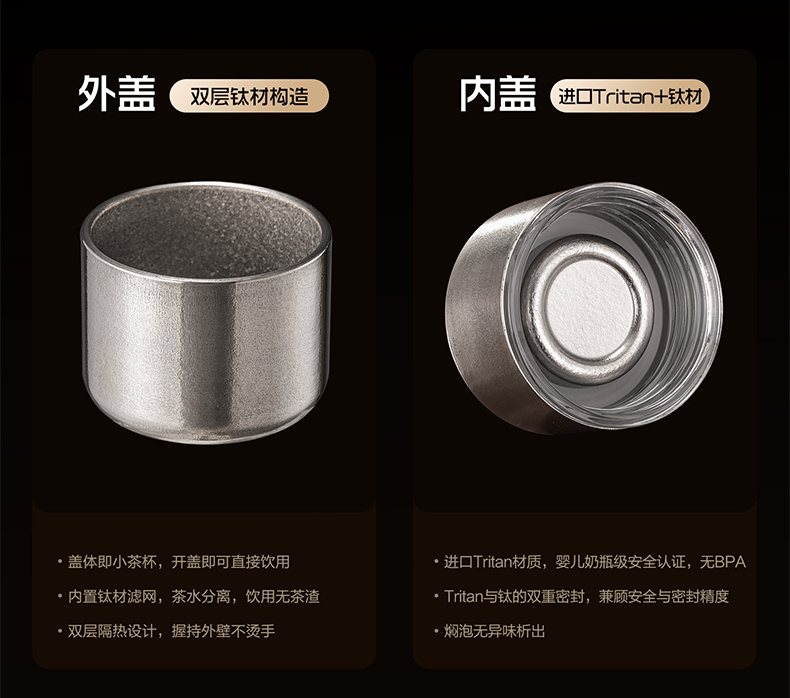 外盖 双层钛材构造
内盖 进口Tritan+钛材
• 盖体即小茶杯，开盖即可直接饮用
• 内置钛材滤网，茶水分离，饮用无茶渣
• 双层隔热设计，握持外壁不烫手
• 进口Tritan材质，婴儿奶瓶级安全认证，无BPA
• Tritan与钛的双重密封，兼顾安全与密封精度
• 焖泡无异味析出